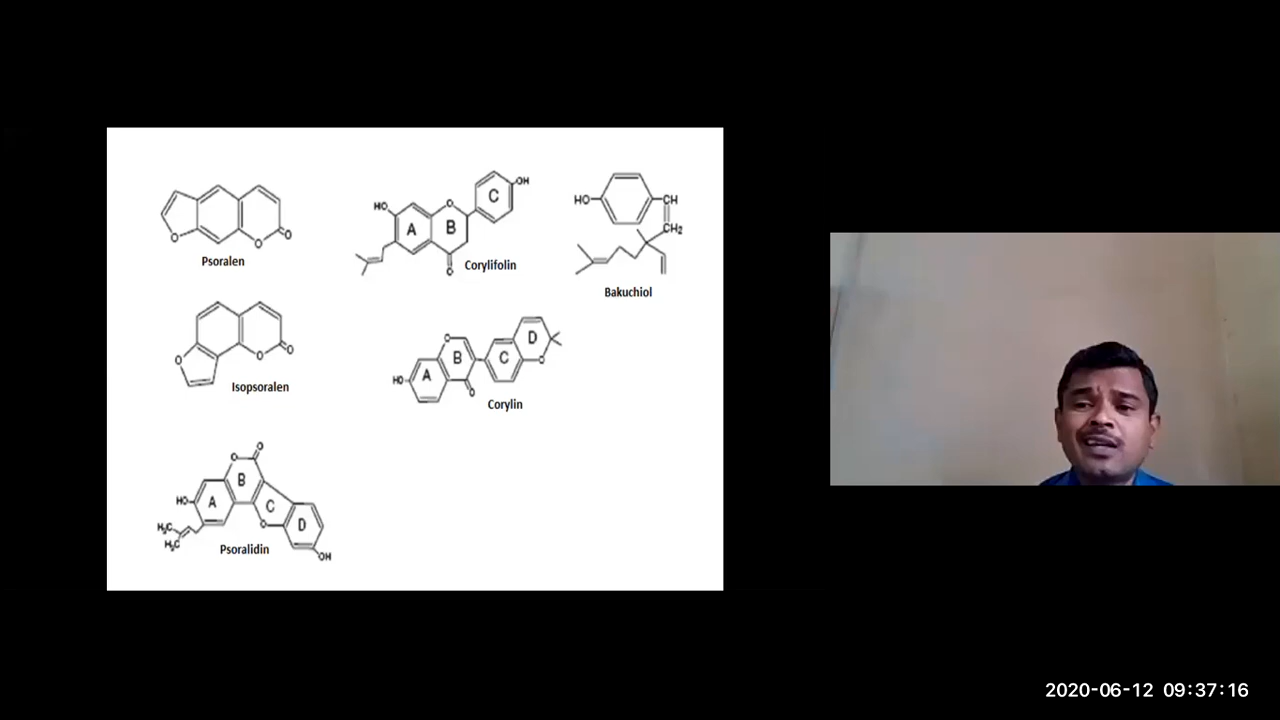 O
O
O
Psoralen
HO
A
O
B
O
C
OH
Corylifolin
HO
CH
CH₂
Bakuchiol
O
O
O
Isopsoralen
HO
A
O
B
O
C
D
O
Corylin
O
O
HO
A
B
C
O
D
OH
H₃C
H₃C
Psoralidin
2020-06-12 09:37:16